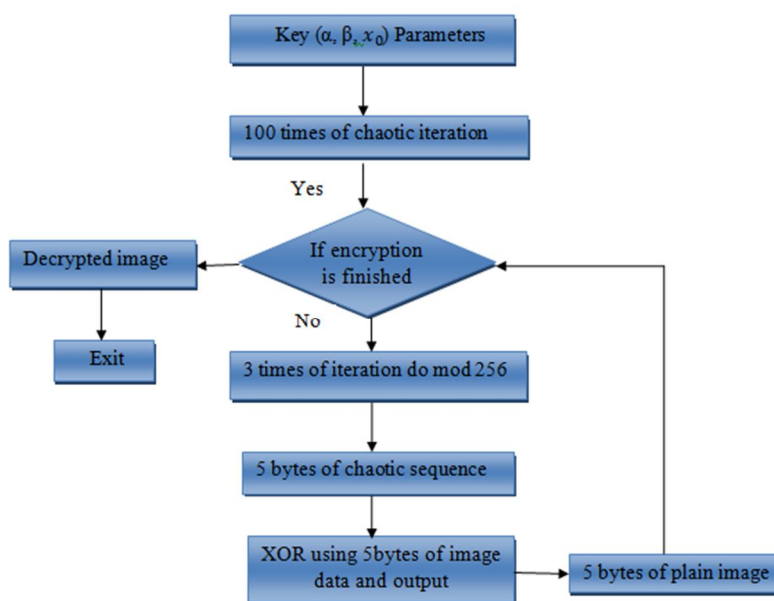 Key (α, β, x₀) Parameters
100 times of chaotic iteration
Yes
If encryption
is finished
Decrypted image
Exit
No
3 times of iteration do mod 256
5 bytes of chaotic sequence
XOR using 5bytes of image
data and output
5 bytes of plain image